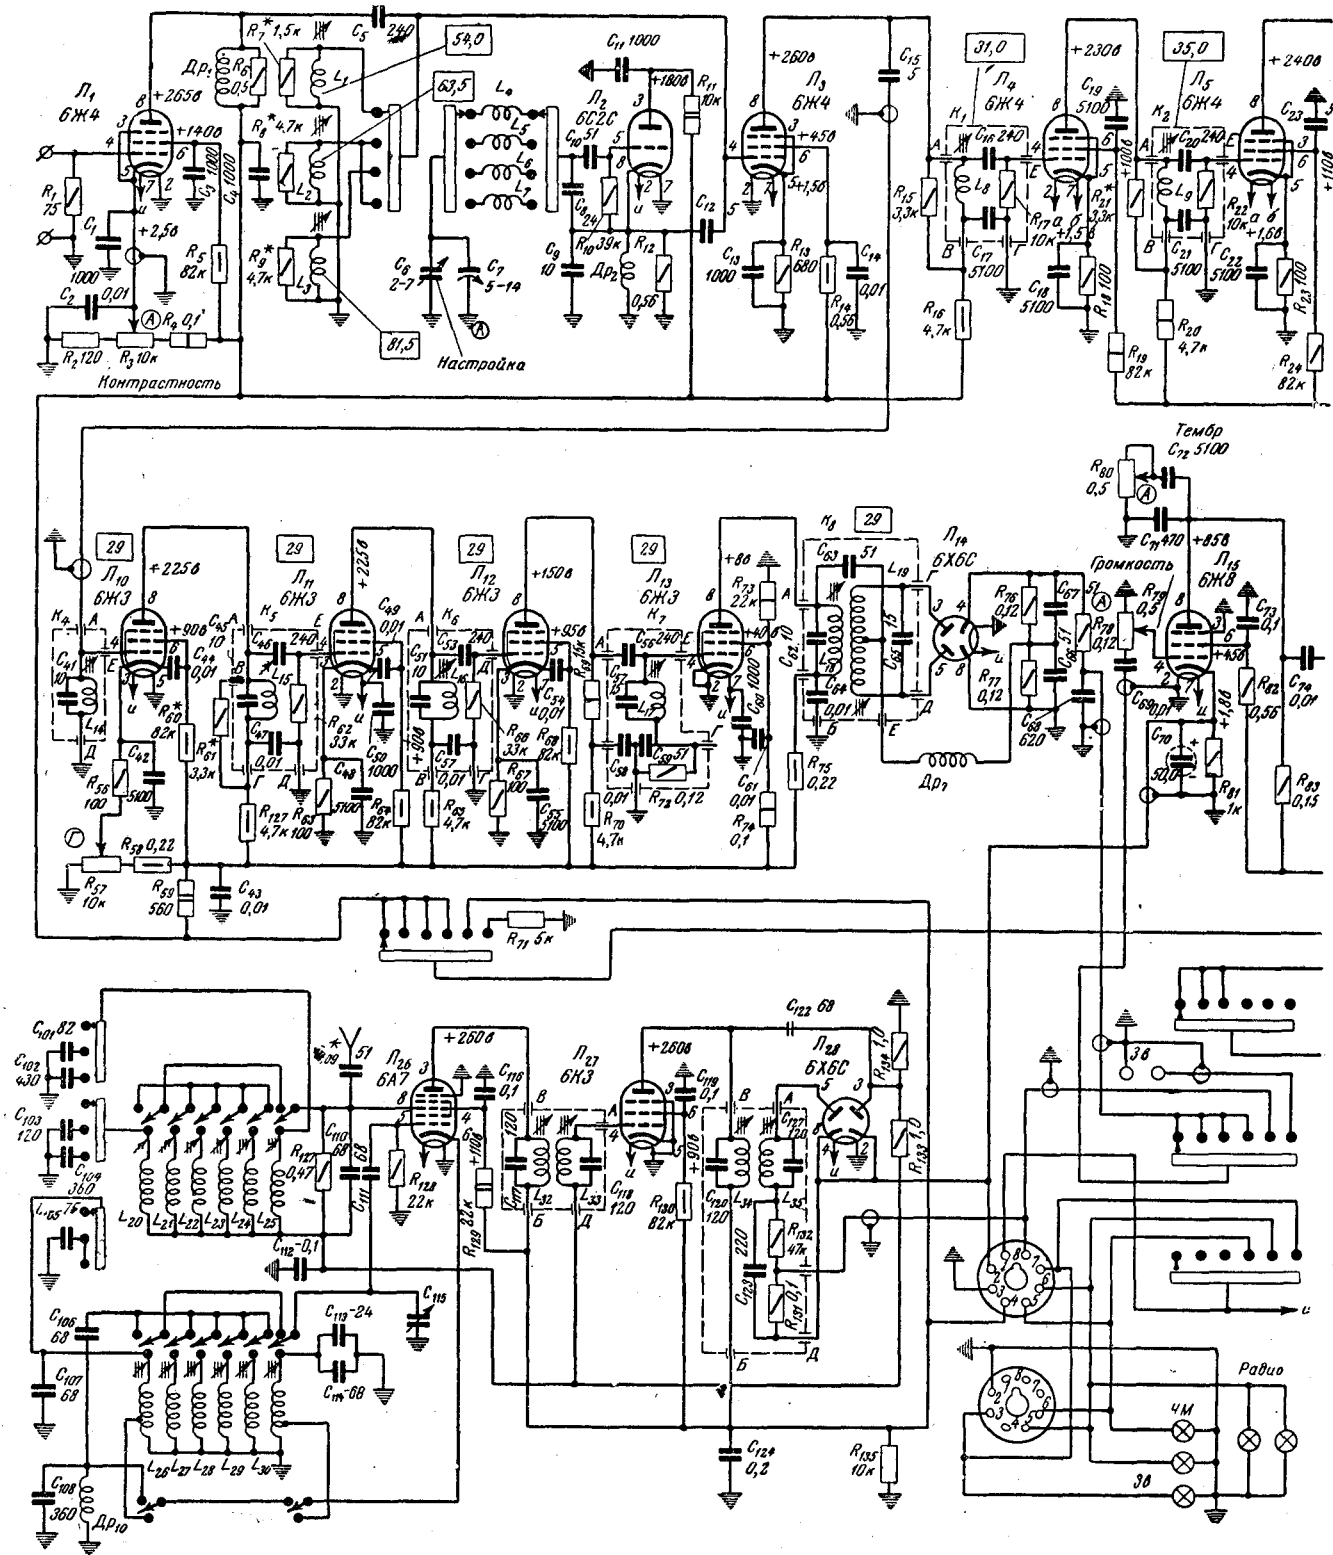 R₇* 1,5к
C₅
240
54,0
C₁₁ 1000
+260в
31,0
+230в
35,0
+240в
Др₁
R₆
0,5
L₁
63,5
+180в
R₁₁
10к
Л₃
6Ж4
C₁₅
5
Л₄
6Ж4
C₁₉
5100
Л₅
6Ж4
C₂₃
Л₁
6Ж4
+265в
+140в
C₃ 1000
C₄ 1000
R₈* 4,7к
L₂
R₉*
4,7к
L₃
81,5
L₄
L₅
L₆
L₇
Л₂
6С2С
C₁₀ 51
C₈
24
R₁₀ 39к
R₁₂
C₁₂
5
+45в
+1,5в
К₁
C₁₆ 240
L₈
R₁₇
10к
C₁₇
5100
+100в
К₂
C₂₀ 240
L₉
R₂₂
10к
C₂₁
5100
+110в
R₁
75
C₁
1000
+2,5в
R₅
82к
C₂
0,01
R₂ 120
R₃ 10к
А
R₄ 0,1
Контрастность
C₆
2-7
C₇
5-14
А
Настройка
C₉
10
Др₂
0,56
C₁₃
1000
R₁₃
680
R₁₄
0,56
C₁₄
0,01
R₁₅
3,3к
R₁₆
4,7к
R₂₁*
3,3к
+1,5в
C₁₈
5100
R₁₈ 100
R₁₉
82к
R₂₀
4,7к
+1,6в
C₂₂
5100
R₂₃ 100
R₂₄
82к
Тембр
C₇₂ 5100
R₈₀
0,5
А
C₇₁ 470
+85в
29
Л₁₀
6Ж3
+225в
+90в
29
Л₁₁
6Ж3
+225в
29
Л₁₂
6Ж3
+150в
+95в
29
Л₁₃
6Ж3
+8в
R₇₃
22к
К₈
29
C₆₃ 51
L₁₉
Л₁₄
6Х6С
Громкость
R₇₉
0,5
Л₁₅
6Ж8
+45в
C₇₃
0,1
К₄
C₄₁
10
L₁₄
C₄₄
0,01
R₆₀*
82к
R₅₆
100
C₄₂
5100
К₅
C₄₅
10
C₄₆
240
L₁₅
C₄₇
0,01
R₆₁*
3,3к
R₆₂
33к
C₄₉
0,01
C₅₀
1000
R₁₂₇
4,7к
R₆₃
100
C₄₈
5100
R₆₄
82к
К₆
C₅₁
10
C₅₃
240
L₁₆
+90в
C₅₇
0,01
R₆₆
33к
R₆₅
4,7к
C₅₄
0,01
R₆₈
82к
R₆₇
100
C₅₅
5100
К₇
C₅₆
240
L₁₇
C₅₈
0,01
C₅₉ 51
R₇₂ 0,12
R₇₀
4,7к
C₆₀ 1000
C₆₁
0,01
R₇₄
0,1
C₆₂ 10
C₆₄
0,01
C₆₅ 15
R₇₅
0,22
R₇₆
0,12
R₇₇
0,12
C₆₇
51
C₆₆ 51
C₆₈
620
R₇₈
0,12
А
Др₇
C₆₉
0,01
C₇₀
50,0
+1,8в
R₈₁
1к
R₈₂
0,56
C₇₄
0,01
R₈₃
0,15
Г
R₅₇
10к
R₅₈ 0,22
R₅₉
560
C₄₃
0,01
R₇₁ 5к
C₁₀₁ 82
C₁₀₂
430
C₁₀₃
120
C₁₀₄
360
51
Л₂₆
6А7
+260в
C₁₁₆
0,1
Л₂₇
6К3
+260в
C₁₁₉
0,1
C₁₂₂ 68
Л₂₈
6Х6С
R₁₃₄ 1,0
R₁₃₃ 1,0
Зв
R₁₂₇
0,47
C₁₁₀
68
C₁₁₁
68
R₁₂₈
22к
+110в
R₁₂₉ 22к
120
C₁₁₇
L₃₂
L₃₃
C₁₁₈
120
R₁₃₀
82к
+90в
C₁₂₀
120
L₃₄
L₃₅
C₁₂₁
120
220
C₁₂₃
R₁₃₂
47к
R₁₃₁ 0,1
L₂₀
L₂₁
L₂₂
L₂₃
L₂₄
L₂₅
C₁₁₂-0,1
C₁₀₆
68
C₁₀₇
68
C₁₁₃-24
C₁₁₄-68
C₁₁₅
L₂₆
L₂₇
L₂₈
L₂₉
L₃₀
C₁₀₈
360
Др₁₀
C₁₂₄
0,2
R₁₃₅
10к
и
Радио
ЧМ
Зв